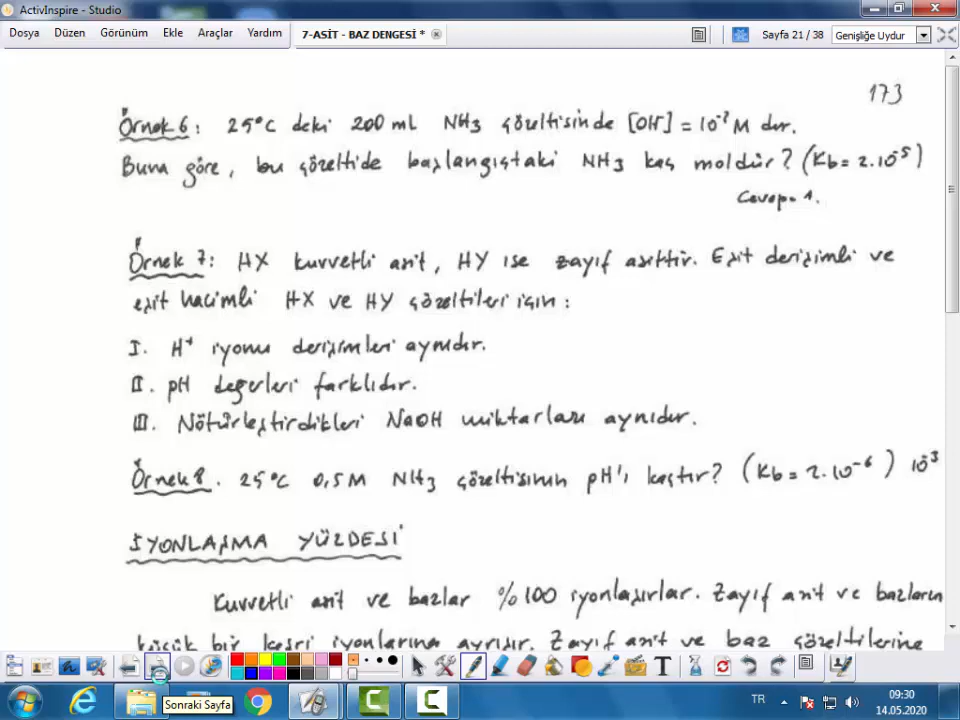 ActivInspire - Studio
Dosya Düzen Görünüm Ekle Araçlar Yardım
7-ASİT - BAZ DENGESİ *
Sayfa 21 / 38
Genişliğe Uydur
173
Örnek 6: 25°C deki 200 ml NH3 çözeltisinde [OH⁻] = 10⁻² M dır.
Buna göre, bu çözeltide başlangıçtaki NH3 kaç moldür? (Kb = 2.10⁻⁵)
Cevap= 1.
Örnek 7: HX kuvvetli asit, HY ise zayıf asittir. Eşit derişimli ve
eşit hacimli HX ve HY çözeltileri için:
I. H⁺ iyonu derişimleri aynıdır.
II. pH değerleri farklıdır.
III. Nötürleştirdikleri NaOH miktarları aynıdır.
Örnek 8. 25°C 0,5M NH3 çözeltisinin pH'ı kaçtır? (Kb = 2.10⁻⁶) 10⁻³
İYONLAŞMA YÜZDESİ
Kuvvetli asit ve bazlar %100 iyonlaşırlar. Zayıf asit ve bazların
küçük bir kesri iyonlarına ayrışır. Zayıf asit ve baz çözeltilerine
Sonraki Sayfa
TR
09:30
14.05.2020